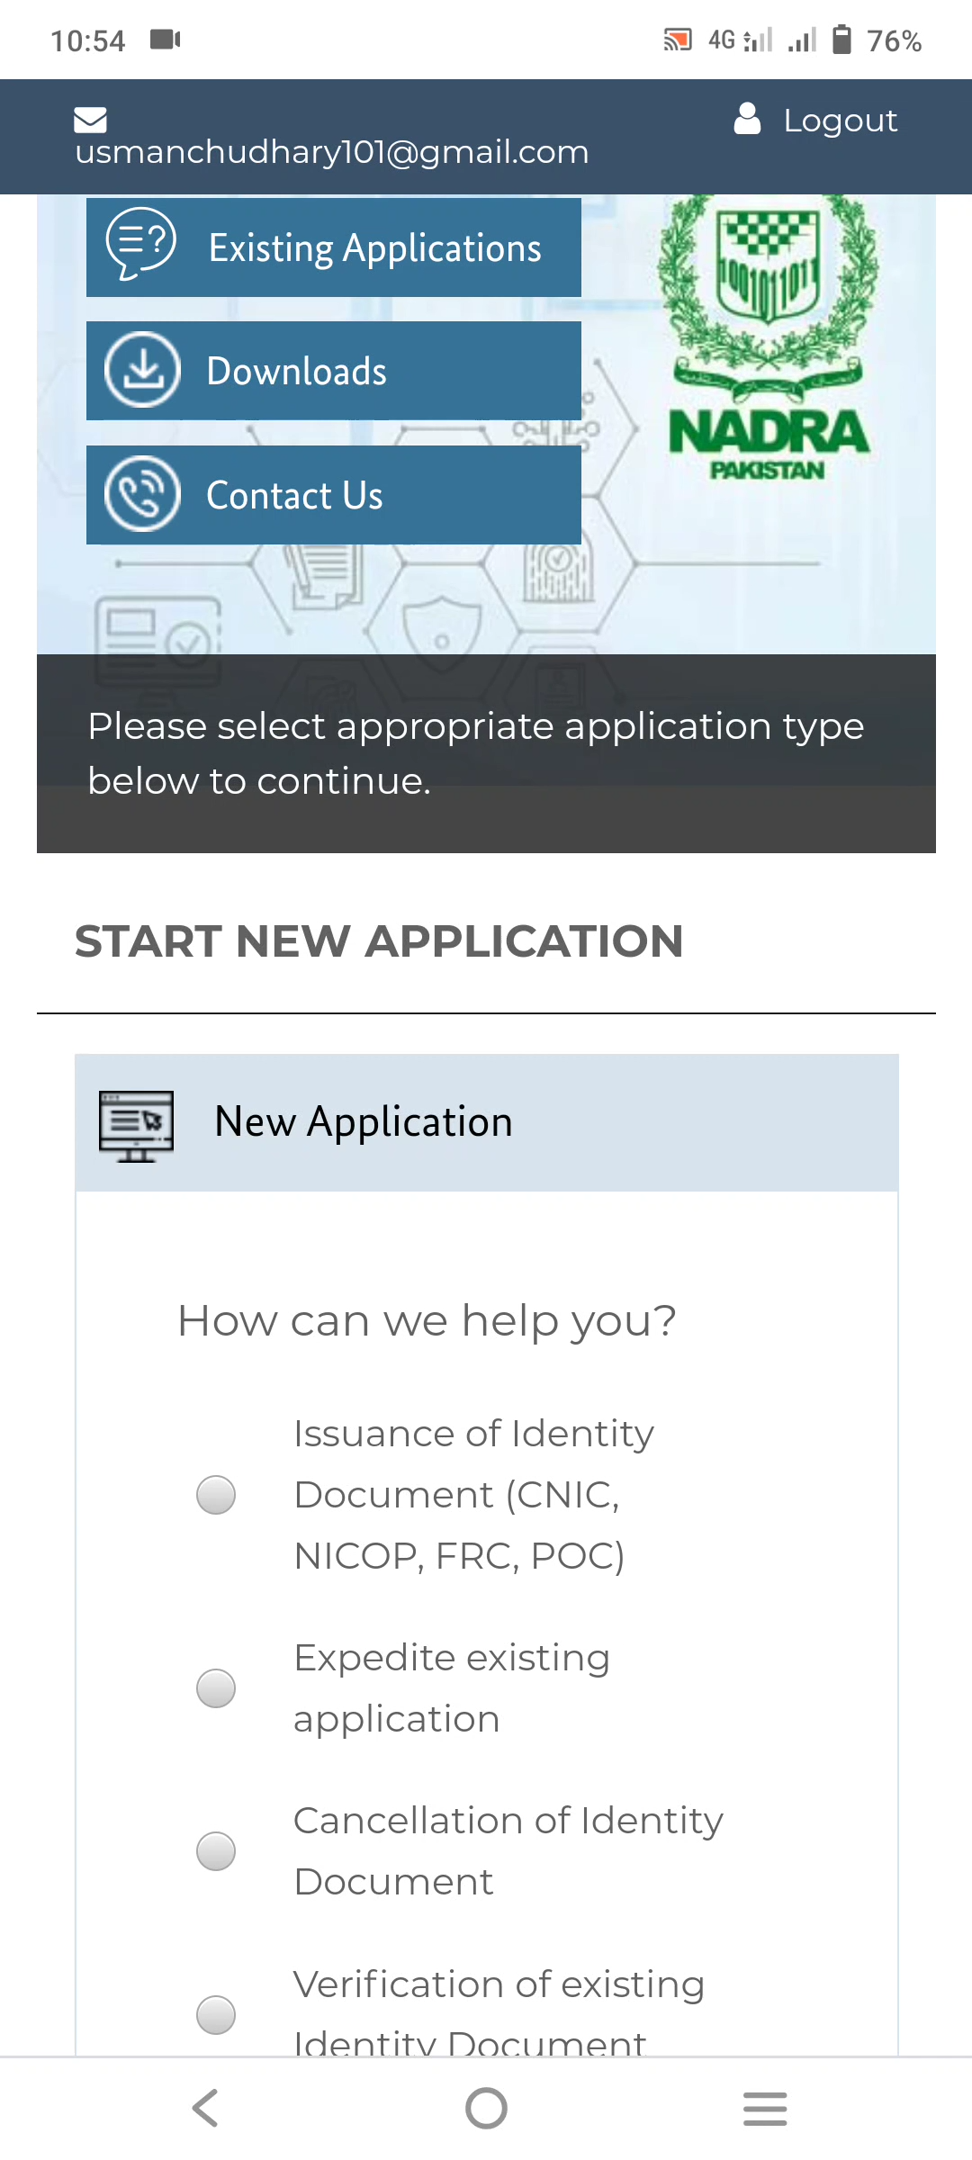 10:54
4G
76%
Logout
usmanchudhary101@gmail.com
Existing Applications
1001011011
Downloads
NADRA
PAKISTAN
Contact Us
Please select appropriate application type
below to continue.
START NEW APPLICATION
New Application
How can we help you?
Issuance of Identity
Document (CNIC,
NICOP, FRC, POC)
Expedite existing
application
Cancellation of Identity
Document
Verification of existing
Identity Document